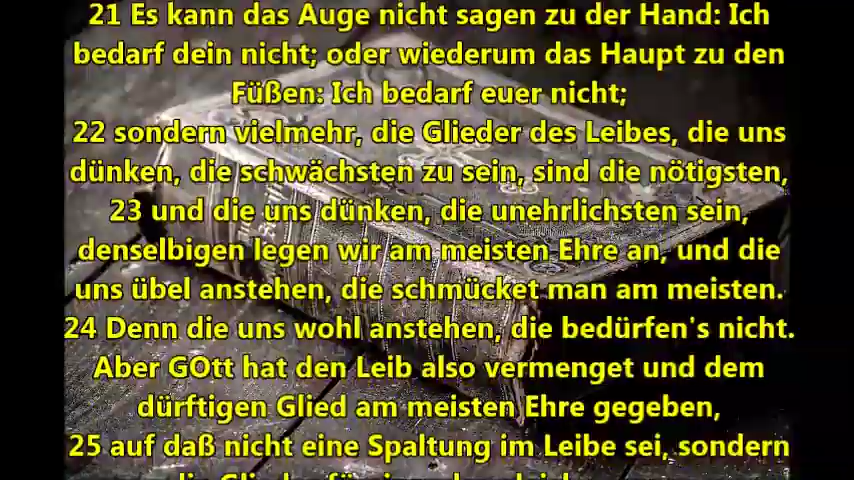 21 Es kann das Auge nicht sagen zu der Hand: Ich
bedarf dein nicht; oder wiederum das Haupt zu den
Füßen: Ich bedarf euer nicht;
22 sondern vielmehr, die Glieder des Leibes, die uns
dünken, die schwächsten zu sein, sind die nötigsten,
23 und die uns dünken, die unehrlichsten sein,
denselbigen legen wir am meisten Ehre an, und die
uns übel anstehen, die schmücket man am meisten.
24 Denn die uns wohl anstehen, die bedürfen's nicht.
Aber GOtt hat den Leib also vermenget und dem
dürftigen Glied am meisten Ehre gegeben,
25 auf daß nicht eine Spaltung im Leibe sei, sondern